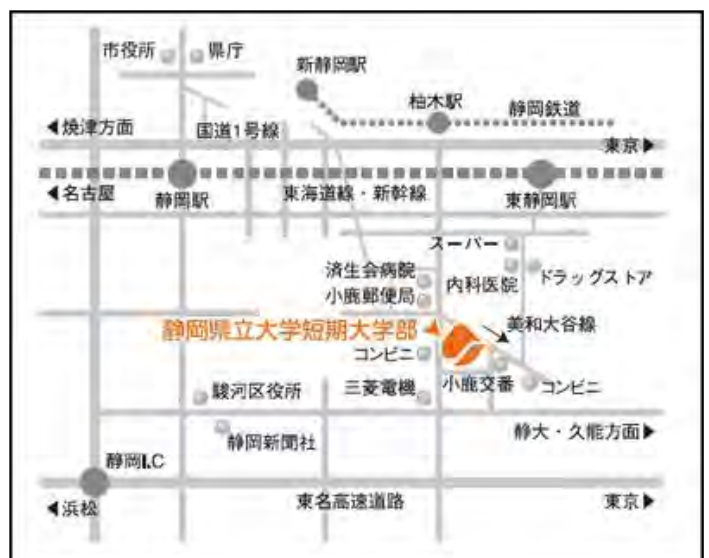 市役所
県庁
新静岡駅
柚木駅
静岡鉄道
◀焼津方面
国道1号線
東京▶
◀名古屋
静岡駅
東海道線・新幹線
東静岡駅
スーパー
済生会病院
内科医院
ドラッグストア
小鹿郵便局
静岡県立大学短期大学部
美和大谷線
コンビニ
小鹿交番
コンビニ
駿河区役所
三菱電機
静岡新聞社
静大・久能方面▶
静岡I.C
◀浜松
東名高速道路
東京▶